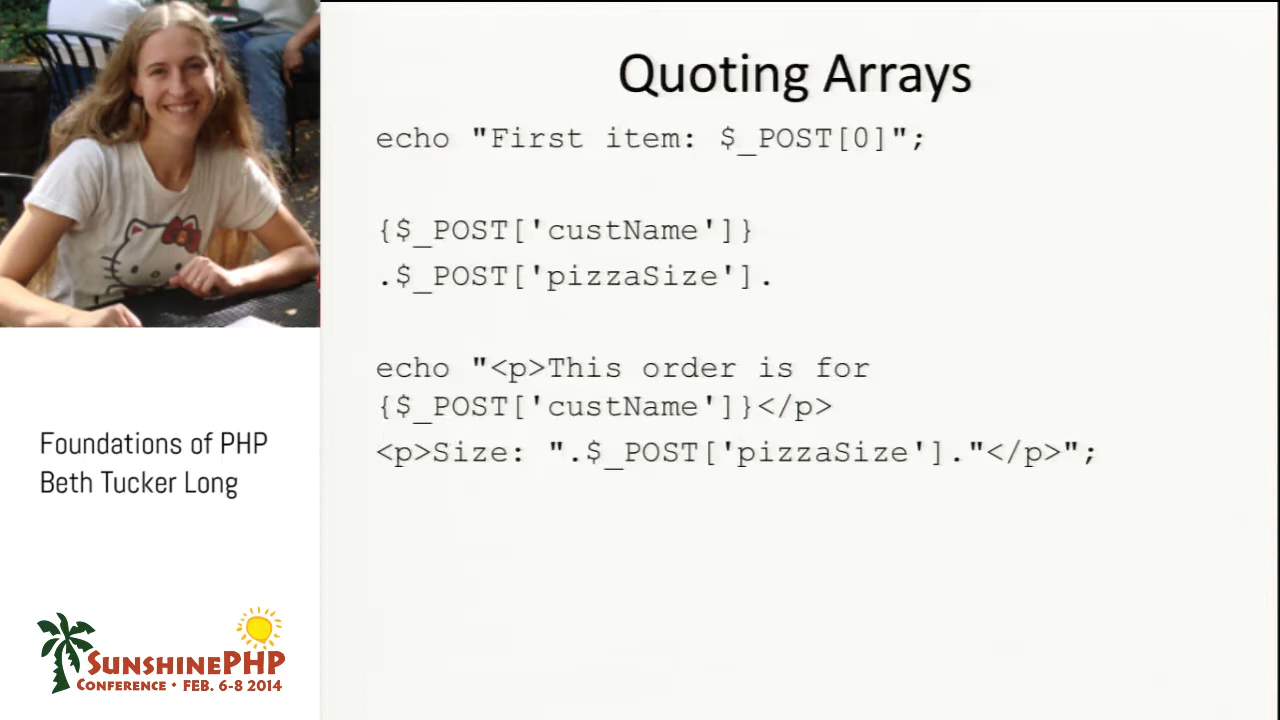 Quoting Arrays
echo "First item: $_POST[0]";
{$_POST['custName']}
.$_POST['pizzaSize'].
echo "<p>This order is for
{$_POST['custName']}</p>
<p>Size: ".$_POST['pizzaSize']."</p>";
Foundations of PHP
Beth Tucker Long
SUNSHINEPHP
CONFERENCE • FEB. 6-8 2014